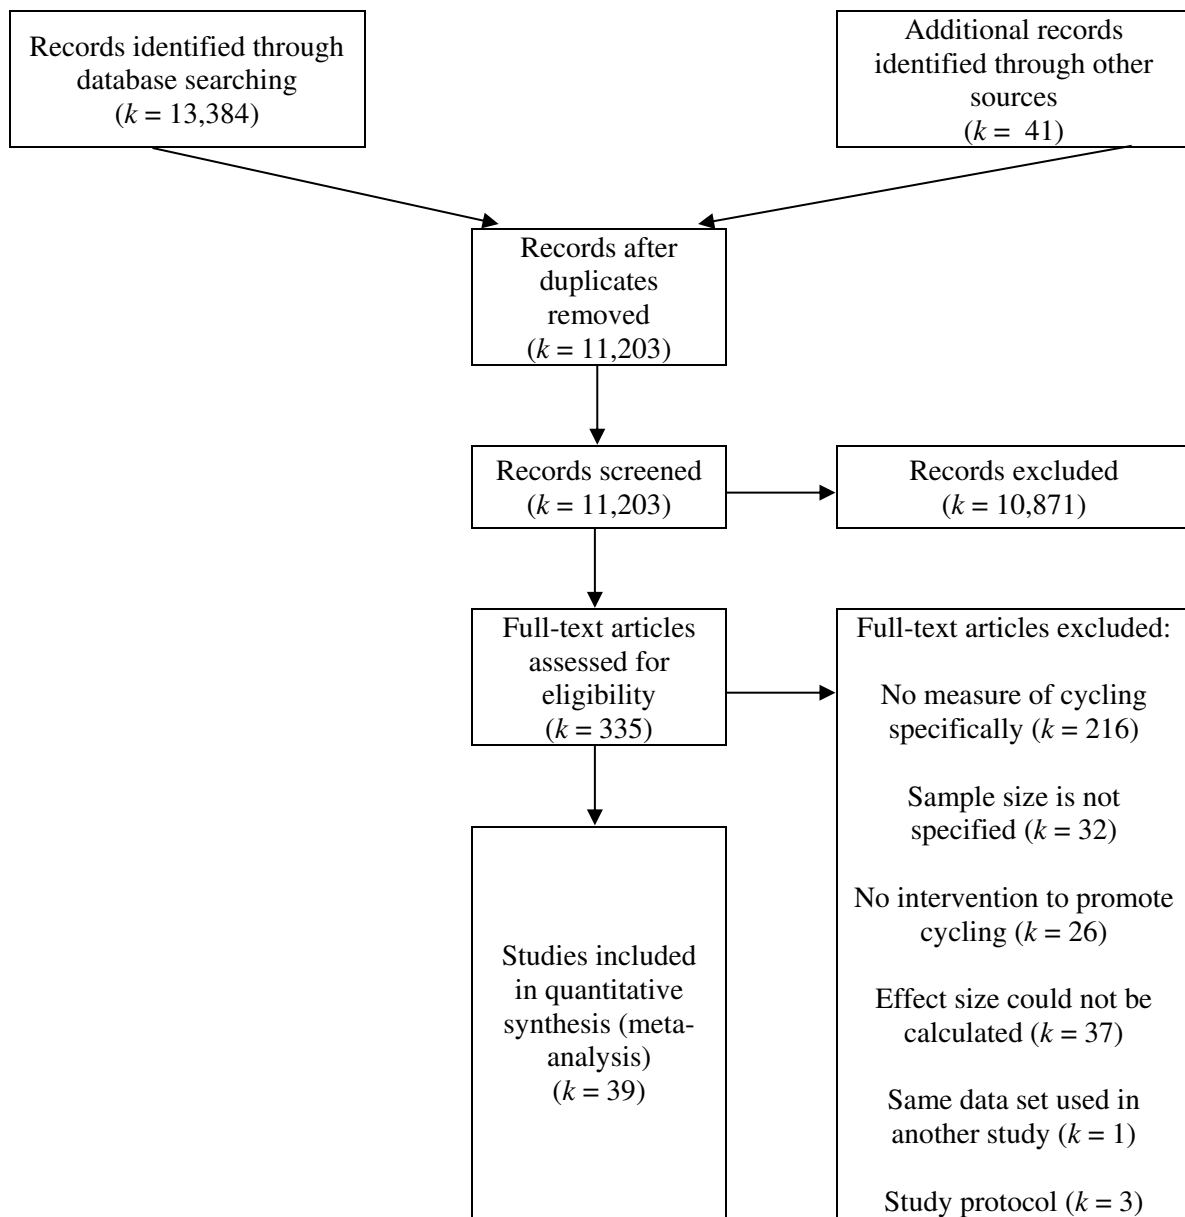 Records identified through
database searching
(k = 13,384)
Additional records
identified through other
sources
(k =  41)
Records after
duplicates
removed
(k = 11,203)
Records screened
(k = 11,203)
Records excluded
(k = 10,871)
Full-text articles
assessed for
eligibility
(k = 335)
Full-text articles excluded:
No measure of cycling
specifically (k = 216)
Sample size is not
specified (k = 32)
No intervention to promote
cycling (k = 26)
Effect size could not be
calculated (k = 37)
Same data set used in
another study (k = 1)
Study protocol (k = 3)
Studies included
in quantitative
synthesis (meta-
analysis)
(k = 39)